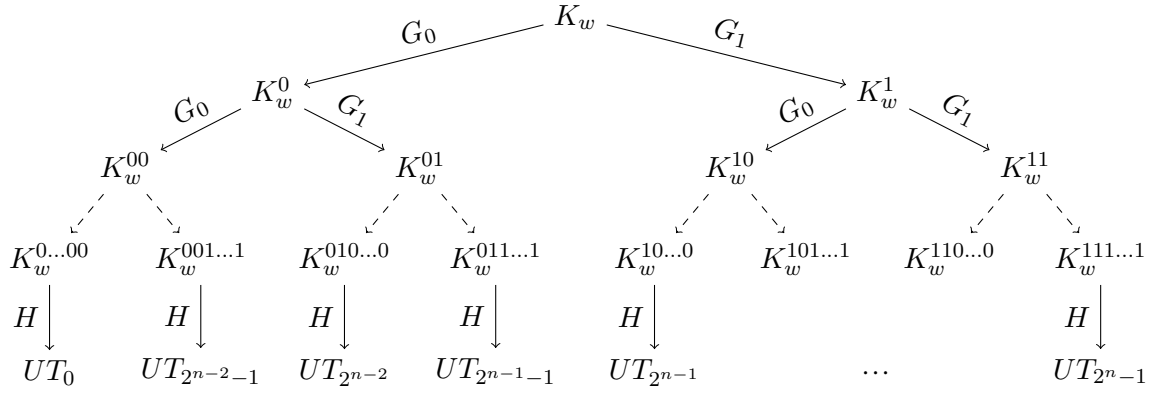 K_w
G_0 G_1
K_w^0 K_w^1
G_0 G_1 G_0 G_1
K_w^{00} K_w^{01} K_w^{10} K_w^{11}
K_w^{0...00} K_w^{001...1} K_w^{010...0} K_w^{011...1} K_w^{10...0} K_w^{101...1} K_w^{110...0} K_w^{111...1}
H H H H H H
UT_0 UT_{2^{n-2}-1} UT_{2^{n-2}} UT_{2^{n-1}-1} UT_{2^{n-1}} ... UT_{2^n-1}